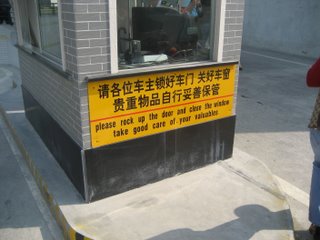 请各位车主锁好车门 关好车窗
贵重物品自行妥善保管
please rock up the door and close the window
take good care of your valuables